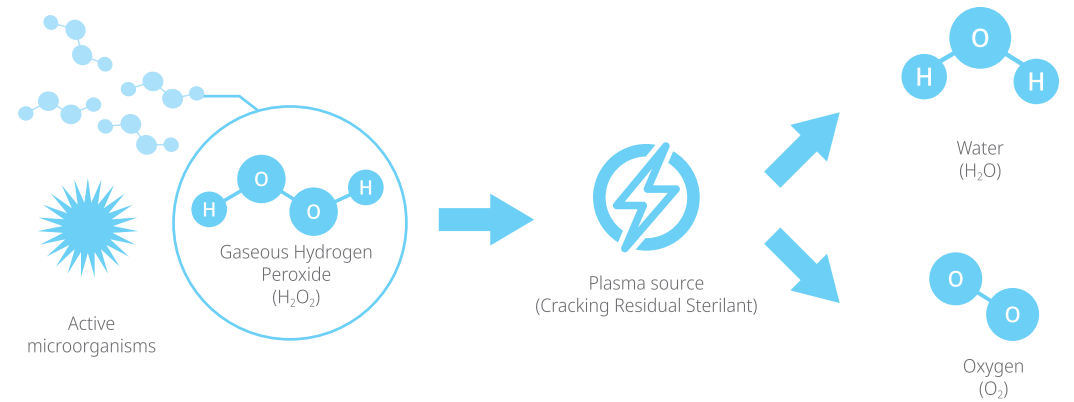 H
O
O
H
Gaseous Hydrogen
Peroxide
(H₂O₂)
Active
microorganisms
Plasma source
(Cracking Residual Sterilant)
O
H
H
Water
(H₂O)
O
O
Oxygen
(O₂)